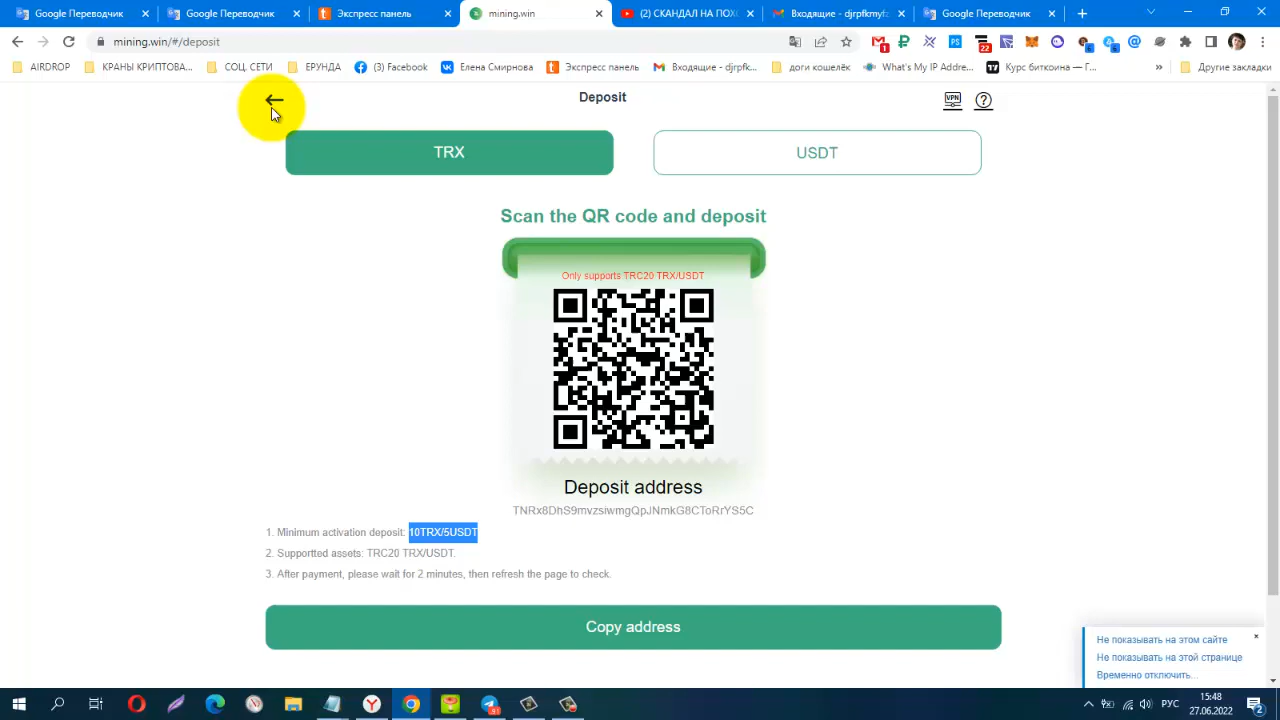 Google Переводчик
Google Переводчик
Экспресс панель
mining.win
(2) СКАНДАЛ НА ПОХО
Входящие - djrpfkmyfz
Google Переводчик
mining.win/#/deposit
AIRDROP
КРАНЫ КРИПТОВА...
СОЦ. СЕТИ
ЕРУНДА
(3) Facebook
Елена Смирнова
Экспресс панель
Входящие - djrpfk...
доги кошелёк
What's My IP Addre...
Курс биткоина — Г...
»
Другие закладки
Deposit
VPN
TRX
USDT
Scan the QR code and deposit
Only supports TRC20 TRX/USDT
Deposit address
TNRx8DhS9mvzsiwmgQpJNmkG8CToRrYS5C
1. Minimum activation deposit: 10TRX/5USDT
2. Supportted assets: TRC20 TRX/USDT.
3. After payment, please wait for 2 minutes, then refresh the page to check.
Copy address
Не показывать на этом сайте
Не показывать на этой странице
Временно отключить...
РУС
15:48
27.06.2022